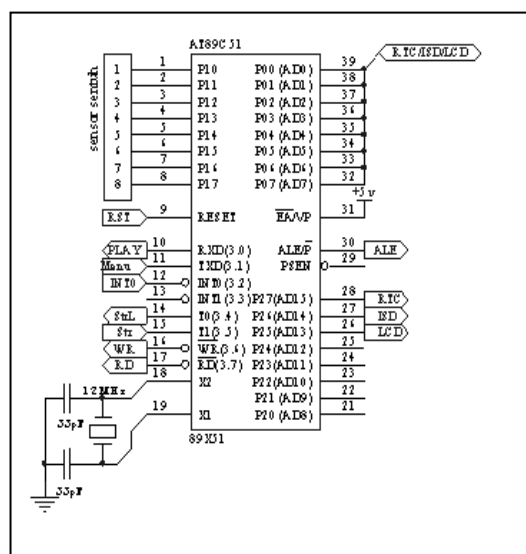 AT89C51
sensor sentuh
1 1 P10 P00 (AD0) 39 RTC/ISD/LCD
2 2 P11 P01 (AD1) 38
3 3 P12 P02 (AD2) 37
4 4 P13 P03 (AD3) 36
5 5 P14 P04 (AD4) 35
6 6 P15 P05 (AD5) 34
7 7 P16 P06 (AD6) 33
8 8 P17 P07 (AD7) 32
+5v
RST 9 RESET EA/VP 31
PLAY 10 RXD (3.0) ALE/P 30 ALE
Menu 11 TXD (3.1) PSEN 29
INT0 12 INT0 (3.2)
13 INT1 (3.3) P27 (AD15) 28 RTC
StrL 14 T0 (3.4) P26 (AD14) 27 ISD
Str 15 T1 (3.5) P25 (AD13) 26 LCD
WR 16 WR (3.6) P24 (AD12) 25
RD 17 RD (3.7) P23 (AD11) 24
18 X2 P22 (AD10) 23
12MHz
P21 (AD9) 22
19 X1 P20 (AD8) 21
33pF
89X51
33pF